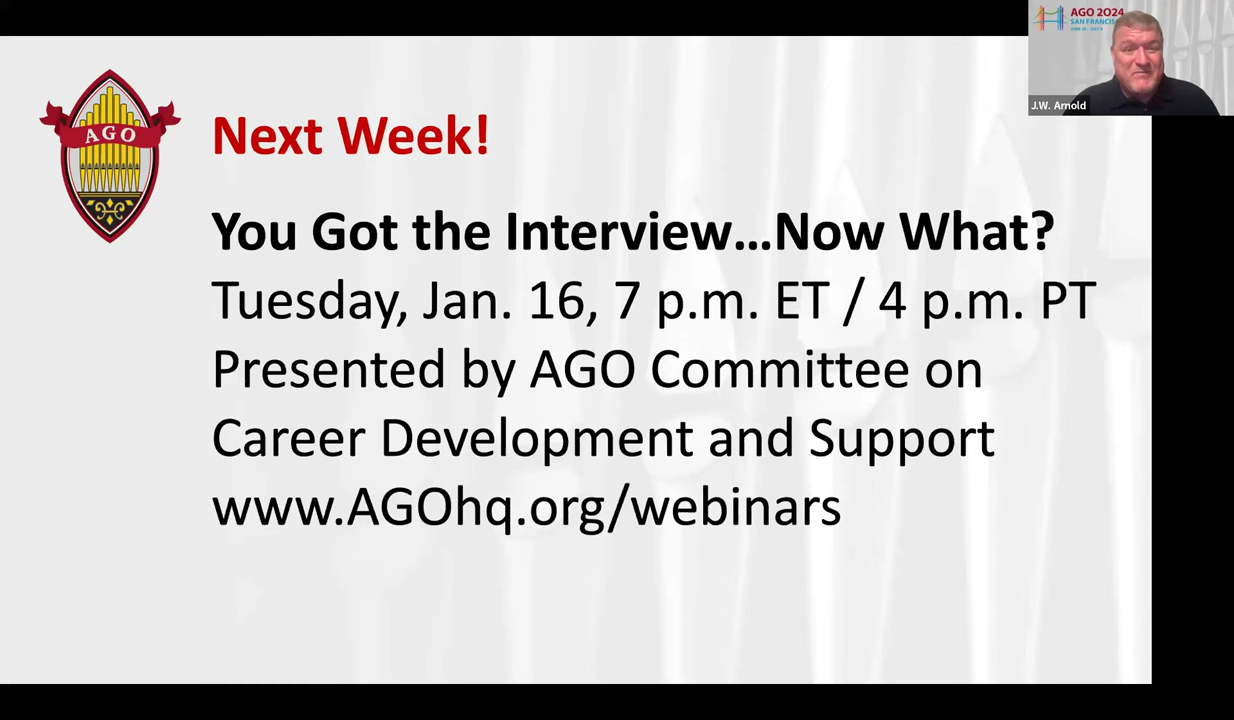 AGO 2024
SAN FRANCIS
J.W. Arnold
AGO
Next Week!
You Got the Interview...Now What?
Tuesday, Jan. 16, 7 p.m. ET / 4 p.m. PT
Presented by AGO Committee on
Career Development and Support
www.AGOhq.org/webinars